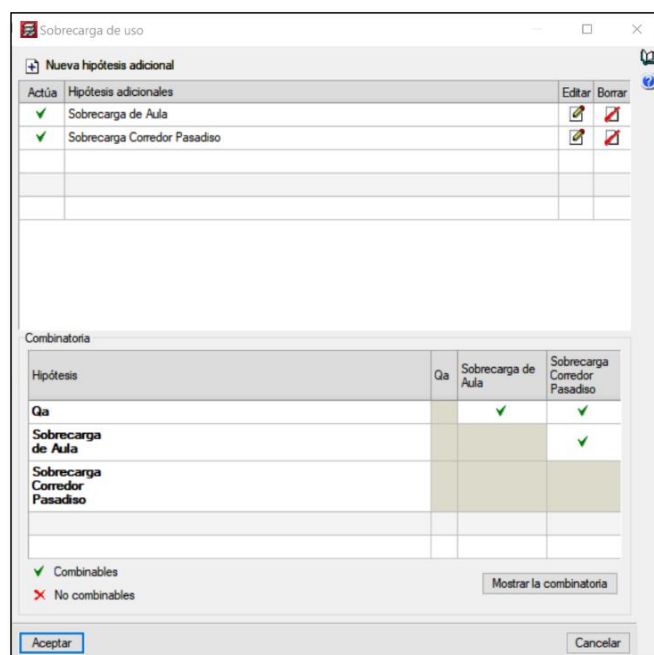 Sobrecarga de uso
Nueva hipótesis adicional
Actúa Hipótesis adicionales Editar Borrar
Sobrecarga de Aula
Sobrecarga Corredor Pasadiso
Combinatoria
Hipótesis Qa Sobrecarga de Aula Sobrecarga Corredor Pasadiso
Qa
Sobrecarga
de Aula
Sobrecarga
Corredor
Pasadiso
Combinables
No combinables
Mostrar la combinatoria
Aceptar Cancelar